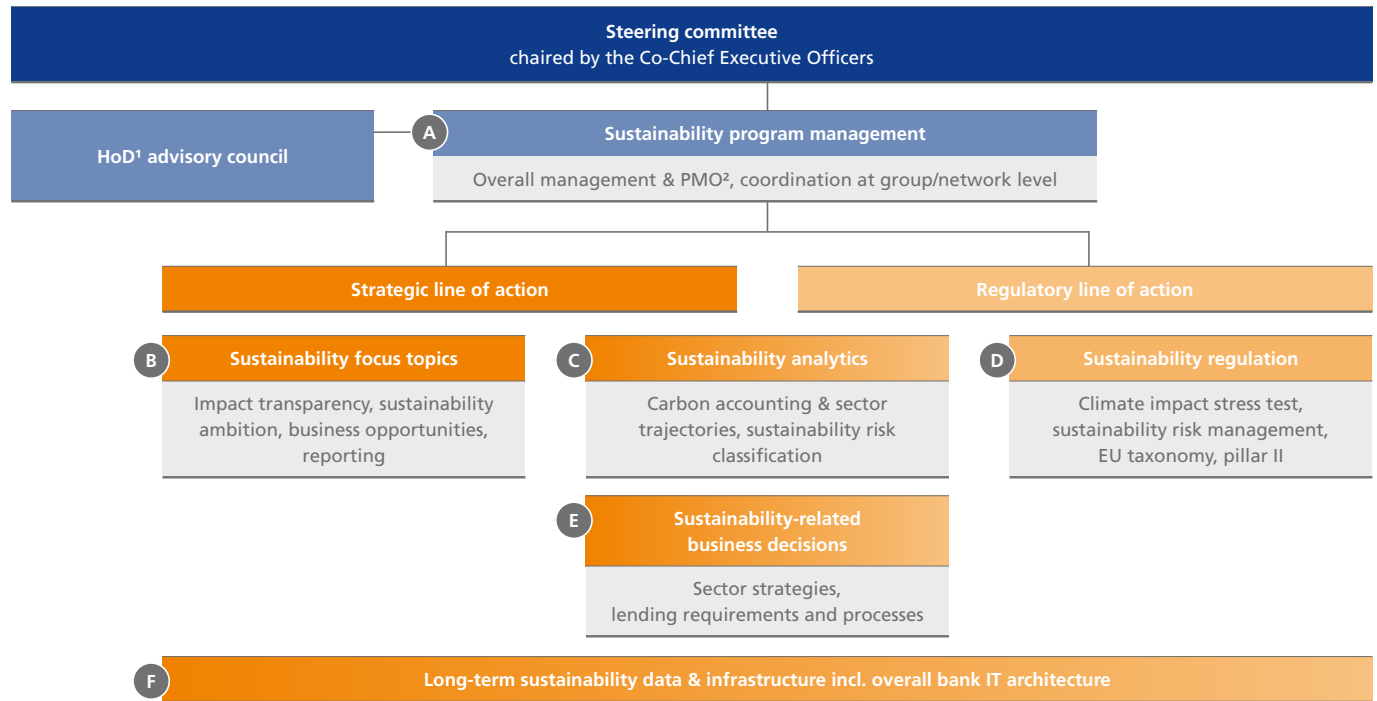 Steering committee
chaired by the Co-Chief Executive Officers
HoD¹ advisory council
A
Sustainability program management
Overall management & PMO², coordination at group/network level
Strategic line of action
Regulatory line of action
B
Sustainability focus topics
Impact transparency, sustainability
ambition, business opportunities,
reporting
C
Sustainability analytics
Carbon accounting & sector
trajectories, sustainability risk
classification
D
Sustainability regulation
Climate impact stress test,
sustainability risk management,
EU taxonomy, pillar II
E
Sustainability-related
business decisions
Sector strategies,
lending requirements and processes
F
Long-term sustainability data & infrastructure incl. overall bank IT architecture